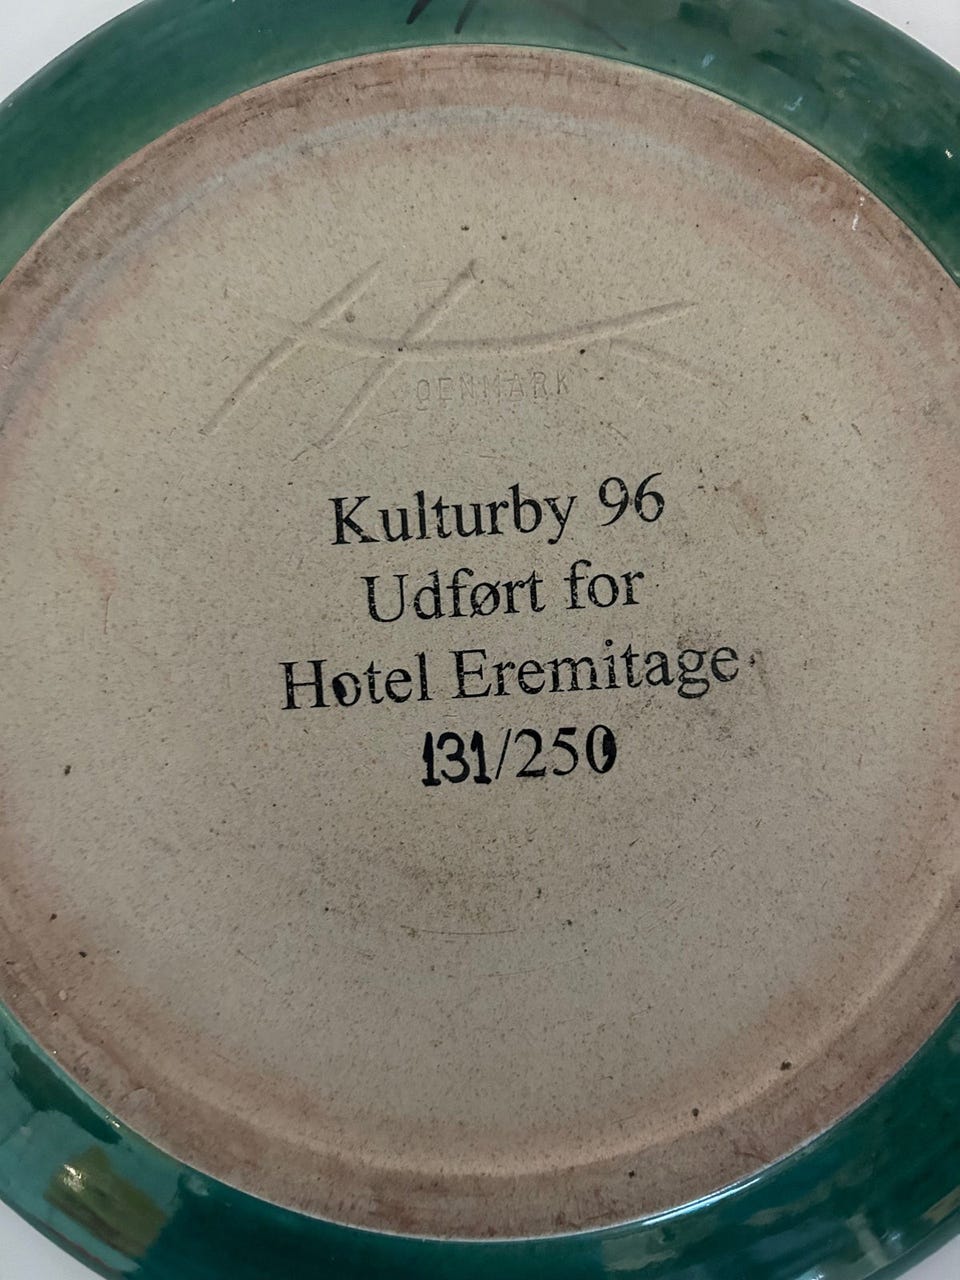 DENMARK
Kulturby 96
Udført for
Hotel Eremitage
131/250